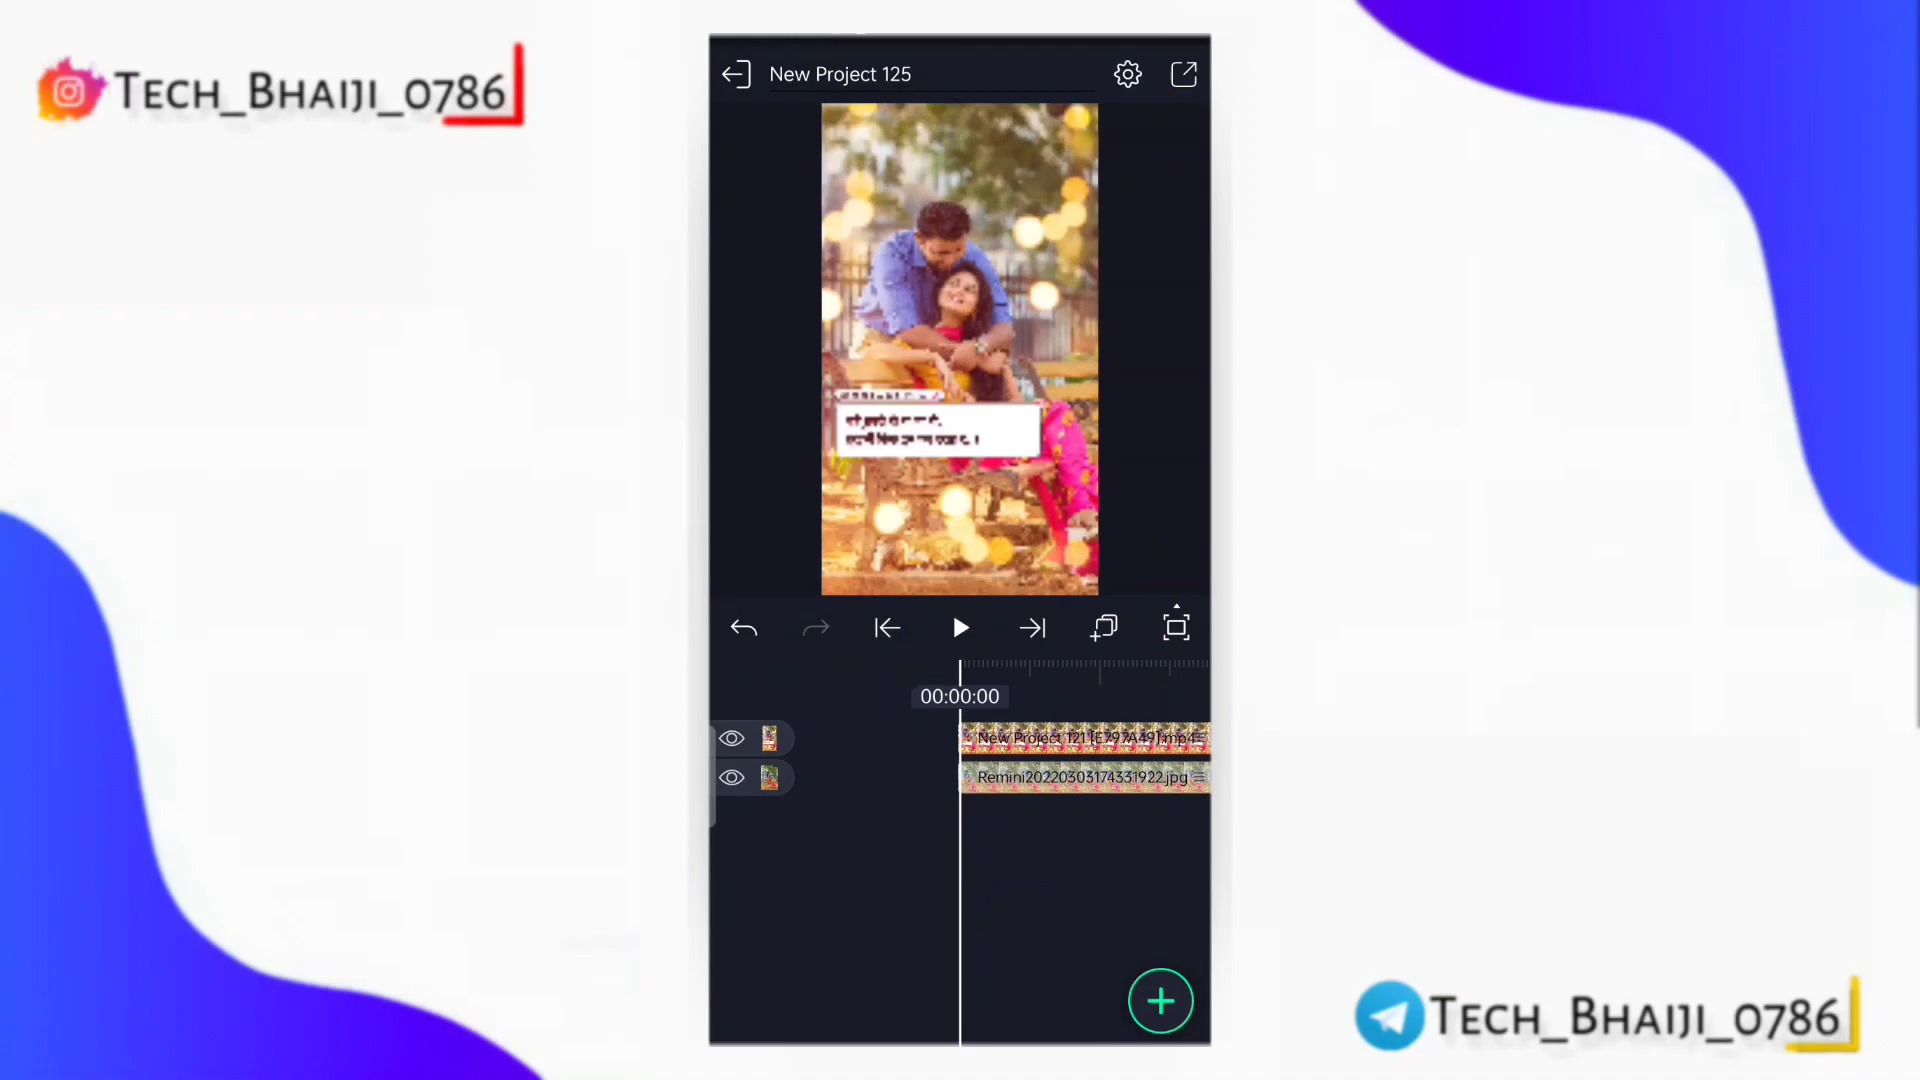 Tech_Bhaiji_0786
New Project 125
00:00:00
New Project 121 [E797A49].mp4
Remini20220303174331922.jpg
Tech_Bhaiji_0786